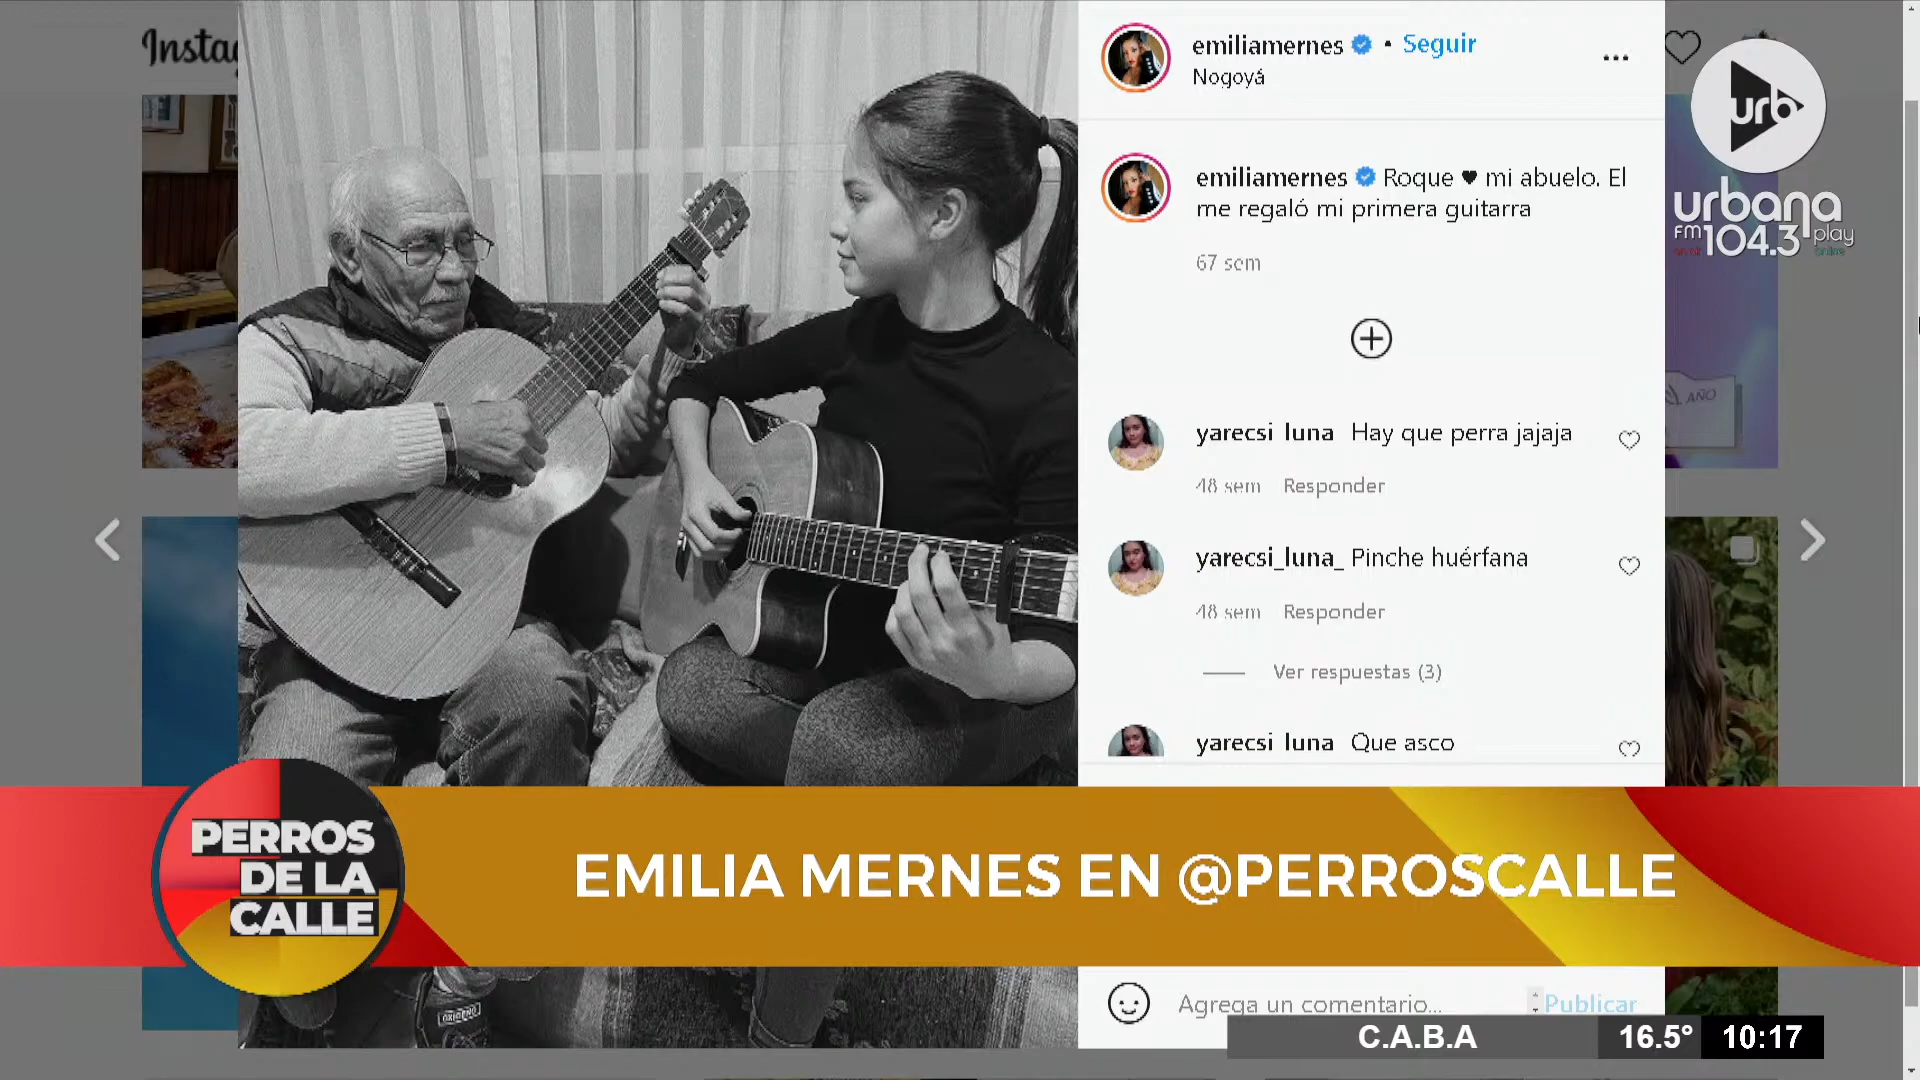 Insta
emiliamernes • Seguir
Nogoyá
emiliamernes Roque ♥ mi abuelo. El
me regaló mi primera guitarra
67 sem
yarecsi luna Hay que perra jajaja
48 sem Responder
yarecsi_luna_ Pinche huérfana
48 sem Responder
Ver respuestas (3)
yarecsi luna Que asco
Agrega un comentario... Publicar
urb
urbana
play
FM 104.3
AÑO
PERROS
DE LA
CALLE
EMILIA MERNES EN @PERROSCALLE
C.A.B.A 16.5° 10:17